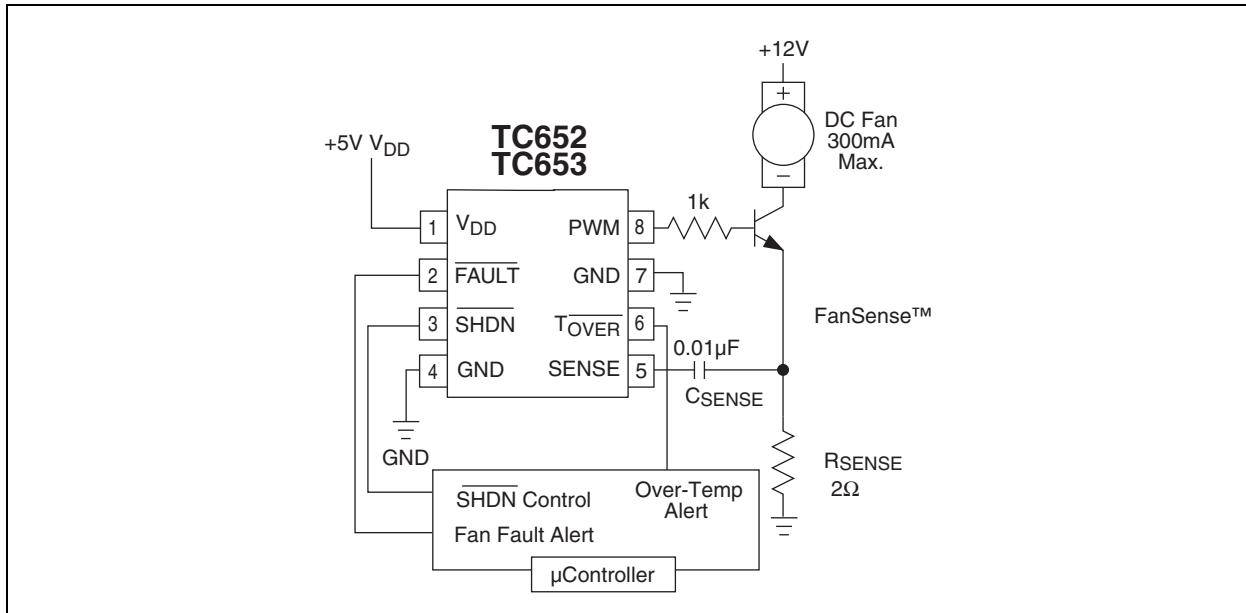 +12V
+
DC Fan
300mA
Max.
−
TC652
TC653
+5V VDD
1k
1 VDD PWM 8
2 FAULT GND 7
3 SHDN TOVER 6
4 GND SENSE 5
FanSense™
0.01µF
CSENSE
GND
RSENSE
2Ω
SHDN Control
Over-Temp
Alert
Fan Fault Alert
µController